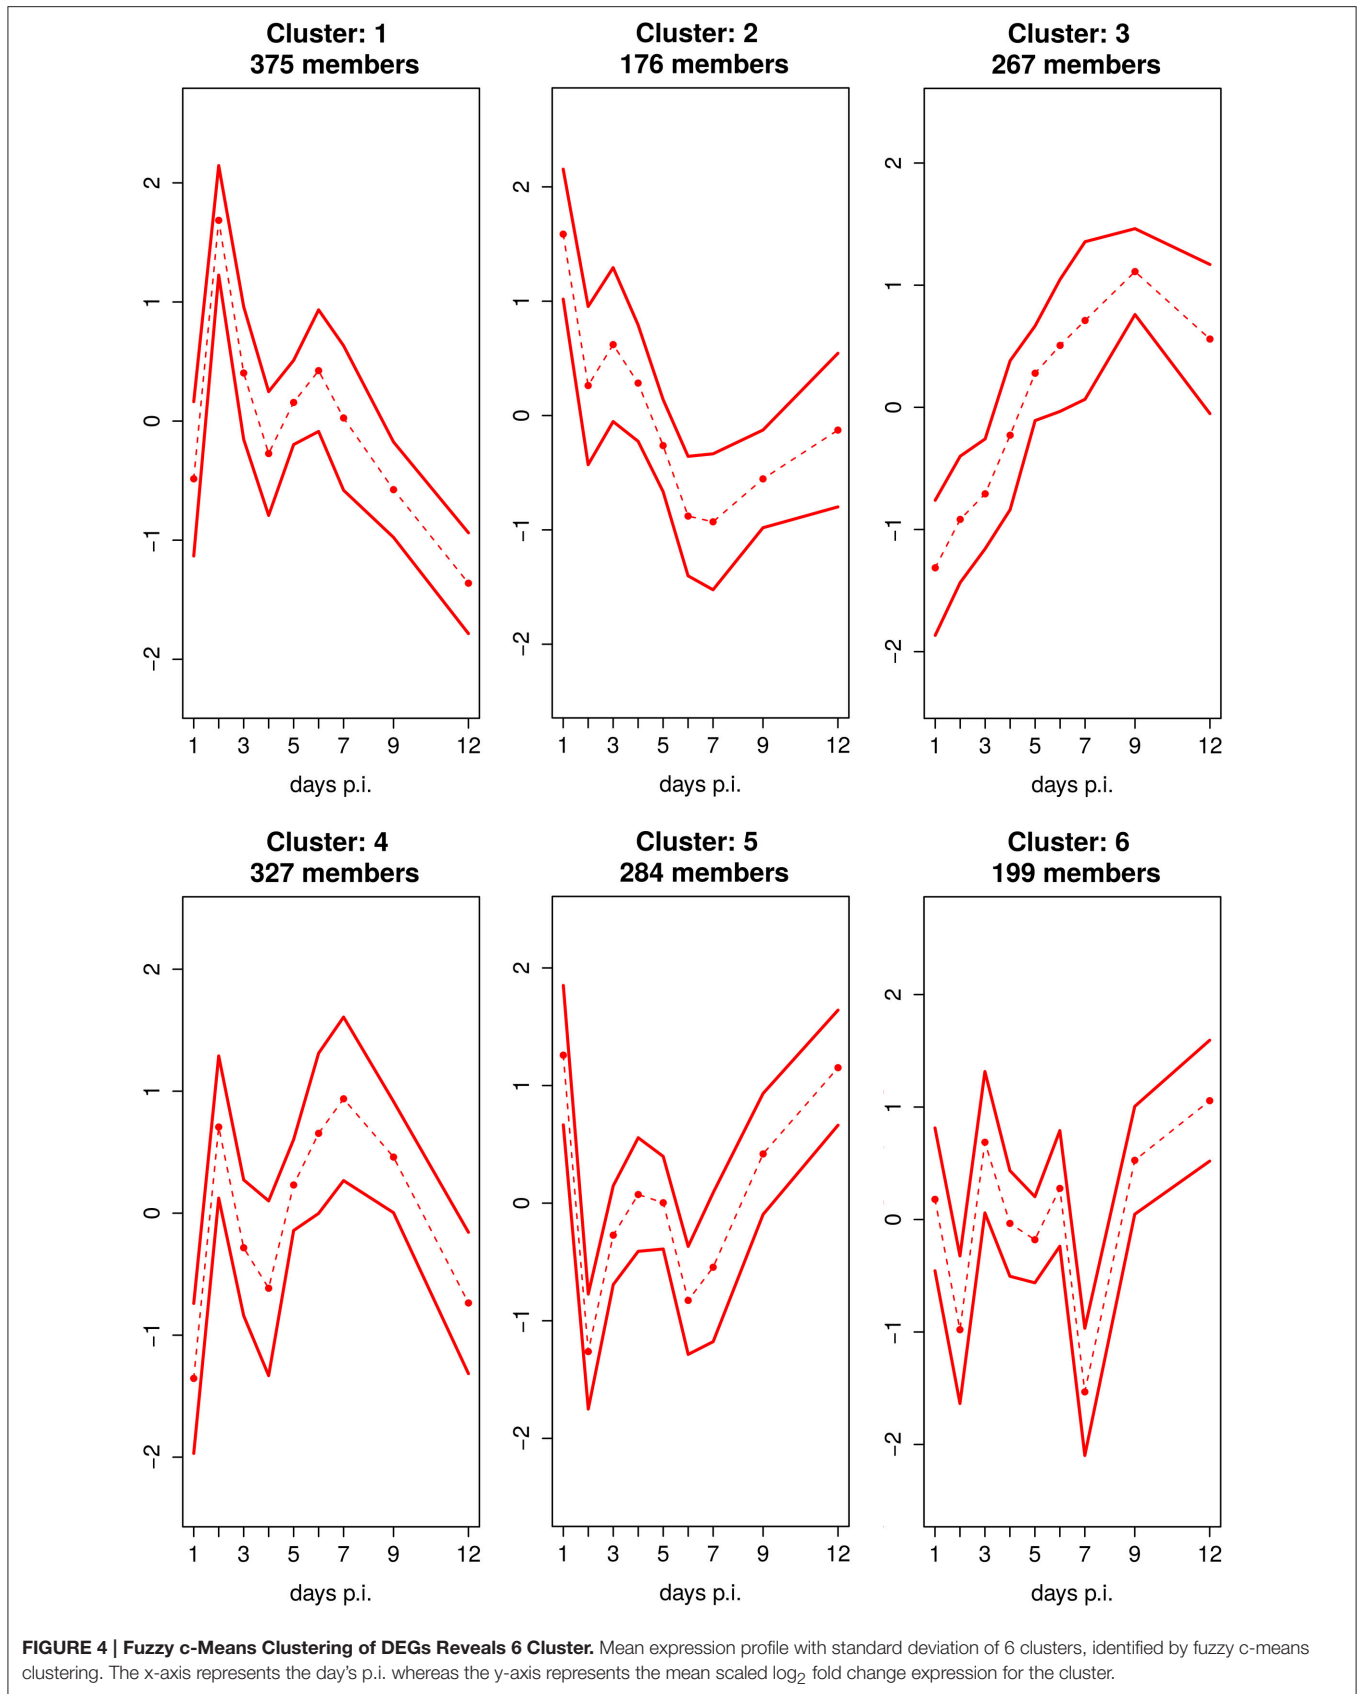 Cluster: 1
375 members
Cluster: 2
176 members
Cluster: 3
267 members
2
1
0
−1
−2
1 3 5 7 9 12
days p.i.
2
1
0
−1
−2
1 3 5 7 9 12
days p.i.
2
1
0
−1
−2
1 3 5 7 9 12
days p.i.
Cluster: 4
327 members
Cluster: 5
284 members
Cluster: 6
199 members
2
1
0
−1
−2
1 3 5 7 9 12
days p.i.
2
1
0
−1
−2
1 3 5 7 9 12
days p.i.
2
1
0
−1
−2
1 3 5 7 9 12
days p.i.
FIGURE 4 | Fuzzy c-Means Clustering of DEGs Reveals 6 Cluster. Mean expression profile with standard deviation of 6 clusters, identified by fuzzy c-means
clustering. The x-axis represents the day's p.i. whereas the y-axis represents the mean scaled log2 fold change expression for the cluster.